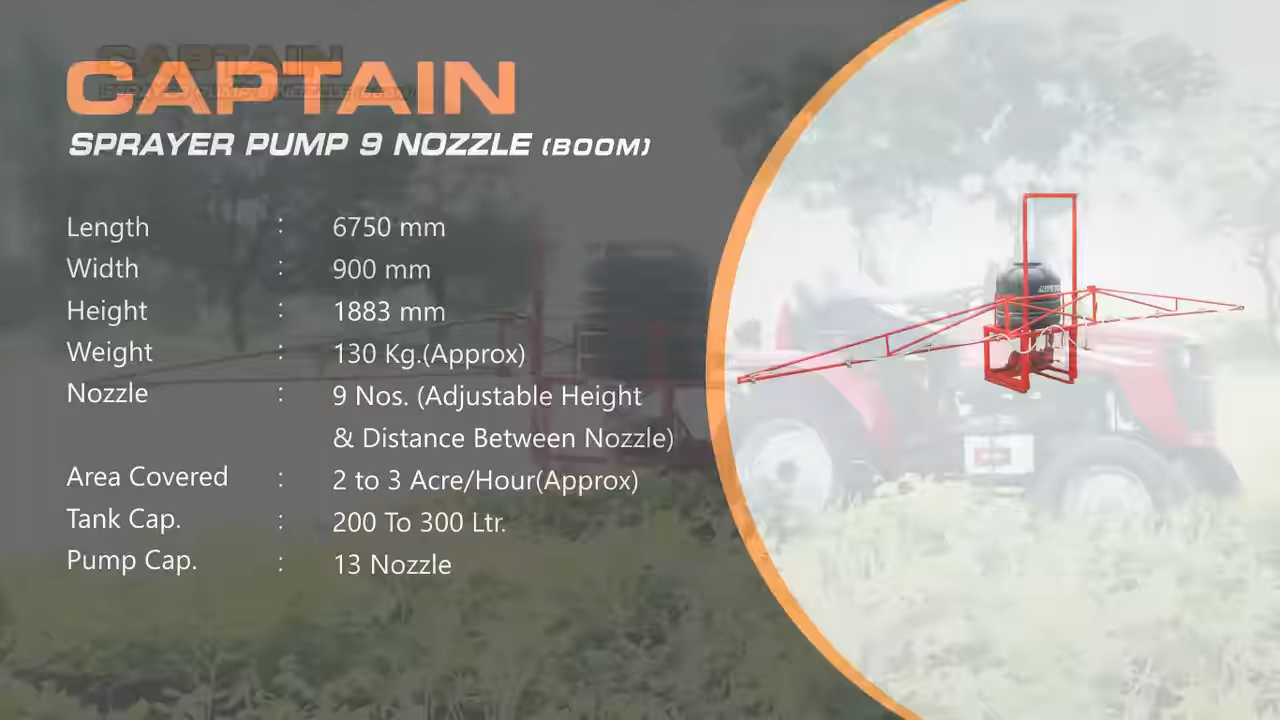 CAPTAIN
SPRAYER PUMP 9 NOZZLE (BOOM)
Length : 6750 mm
Width : 900 mm
Height : 1883 mm
Weight : 130 Kg.(Approx)
Nozzle : 9 Nos. (Adjustable Height
& Distance Between Nozzle)
Area Covered : 2 to 3 Acre/Hour(Approx)
Tank Cap. : 200 To 300 Ltr.
Pump Cap. : 13 Nozzle